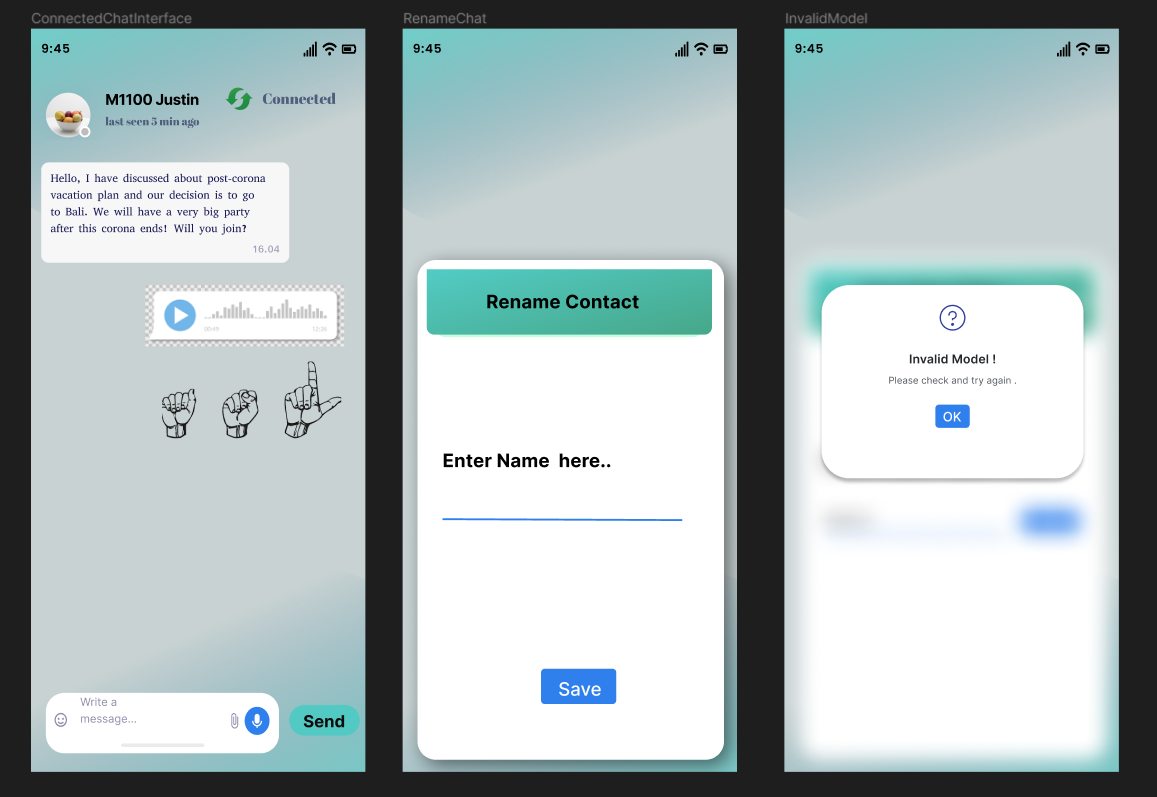 ConnectedChatInterface
9:45
M1100 Justin
Connected
last seen 5 min ago
Hello, I have discussed about post-corona
vacation plan and our decision is to go
to Bali. We will have a very big party
after this corona ends! Will you join?
16.04
00:49
12:36
Write a
message...
Send
RenameChat
9:45
Rename Contact
Enter Name here..
Save
InvalidModel
9:45
?
Invalid Model !
Please check and try again .
OK